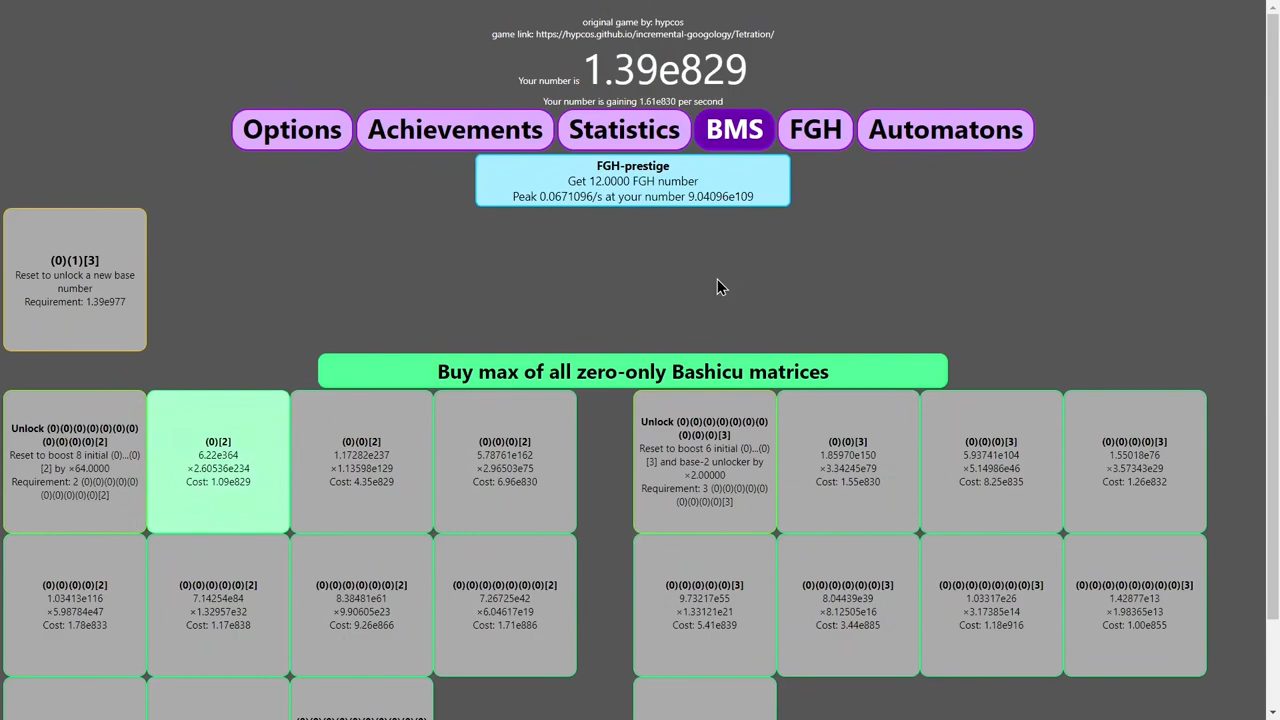 original game by: hypcos
game link: https://hypcos.github.io/incremental-googology/Tetration/
Your number is 1.39e829
Your number is gaining 1.61e830 per second
Options
Achievements
Statistics
BMS
FGH
Automatons
FGH-prestige
Get 12.0000 FGH number
Peak 0.0671096/s at your number 9.04096e109
(0)(1)[3]
Reset to unlock a new base
number
Requirement: 1.39e977
Buy max of all zero-only Bashicu matrices
Unlock (0)(0)(0)(0)(0)(0)(0)
(0)(0)(0)(0)[2]
Reset to boost 8 initial (0)...(0)
[2] by ×64.0000
Requirement: 2 (0)(0)(0)(0)(0)
(0)(0)(0)(0)(0)[2]
(0)[2]
6.22e364
×2.60536e234
Cost: 1.09e829
(0)(0)[2]
1.17282e237
×1.13598e129
Cost: 4.35e829
(0)(0)(0)[2]
5.78761e162
×2.96503e75
Cost: 6.96e830
Unlock (0)(0)(0)(0)(0)(0)(0)
(0)(0)(0)[3]
Reset to boost 6 initial (0)...(0)
[3] and base-2 unlocker by
×2.00000
Requirement: 3 (0)(0)(0)(0)(0)
(0)(0)(0)(0)[3]
(0)(0)[3]
1.85970e150
×3.34245e79
Cost: 1.55e830
(0)(0)(0)[3]
5.93741e104
×5.14986e46
Cost: 8.25e835
(0)(0)(0)(0)[3]
1.55018e76
×3.57343e29
Cost: 1.26e832
(0)(0)(0)(0)[2]
1.03413e116
×5.98784e47
Cost: 1.78e833
(0)(0)(0)(0)(0)[2]
7.14254e84
×1.32957e32
Cost: 1.17e838
(0)(0)(0)(0)(0)(0)[2]
8.38481e61
×9.90605e23
Cost: 9.26e866
(0)(0)(0)(0)(0)(0)(0)[2]
7.26725e42
×6.04617e19
Cost: 1.71e886
(0)(0)(0)(0)(0)[3]
9.73217e55
×1.33121e21
Cost: 5.41e839
(0)(0)(0)(0)(0)(0)[3]
8.04439e39
×8.12505e16
Cost: 3.44e885
(0)(0)(0)(0)(0)(0)(0)[3]
1.03317e26
×3.17385e14
Cost: 1.18e916
(0)(0)(0)(0)(0)(0)(0)(0)[3]
1.42877e13
×1.98365e13
Cost: 1.00e855